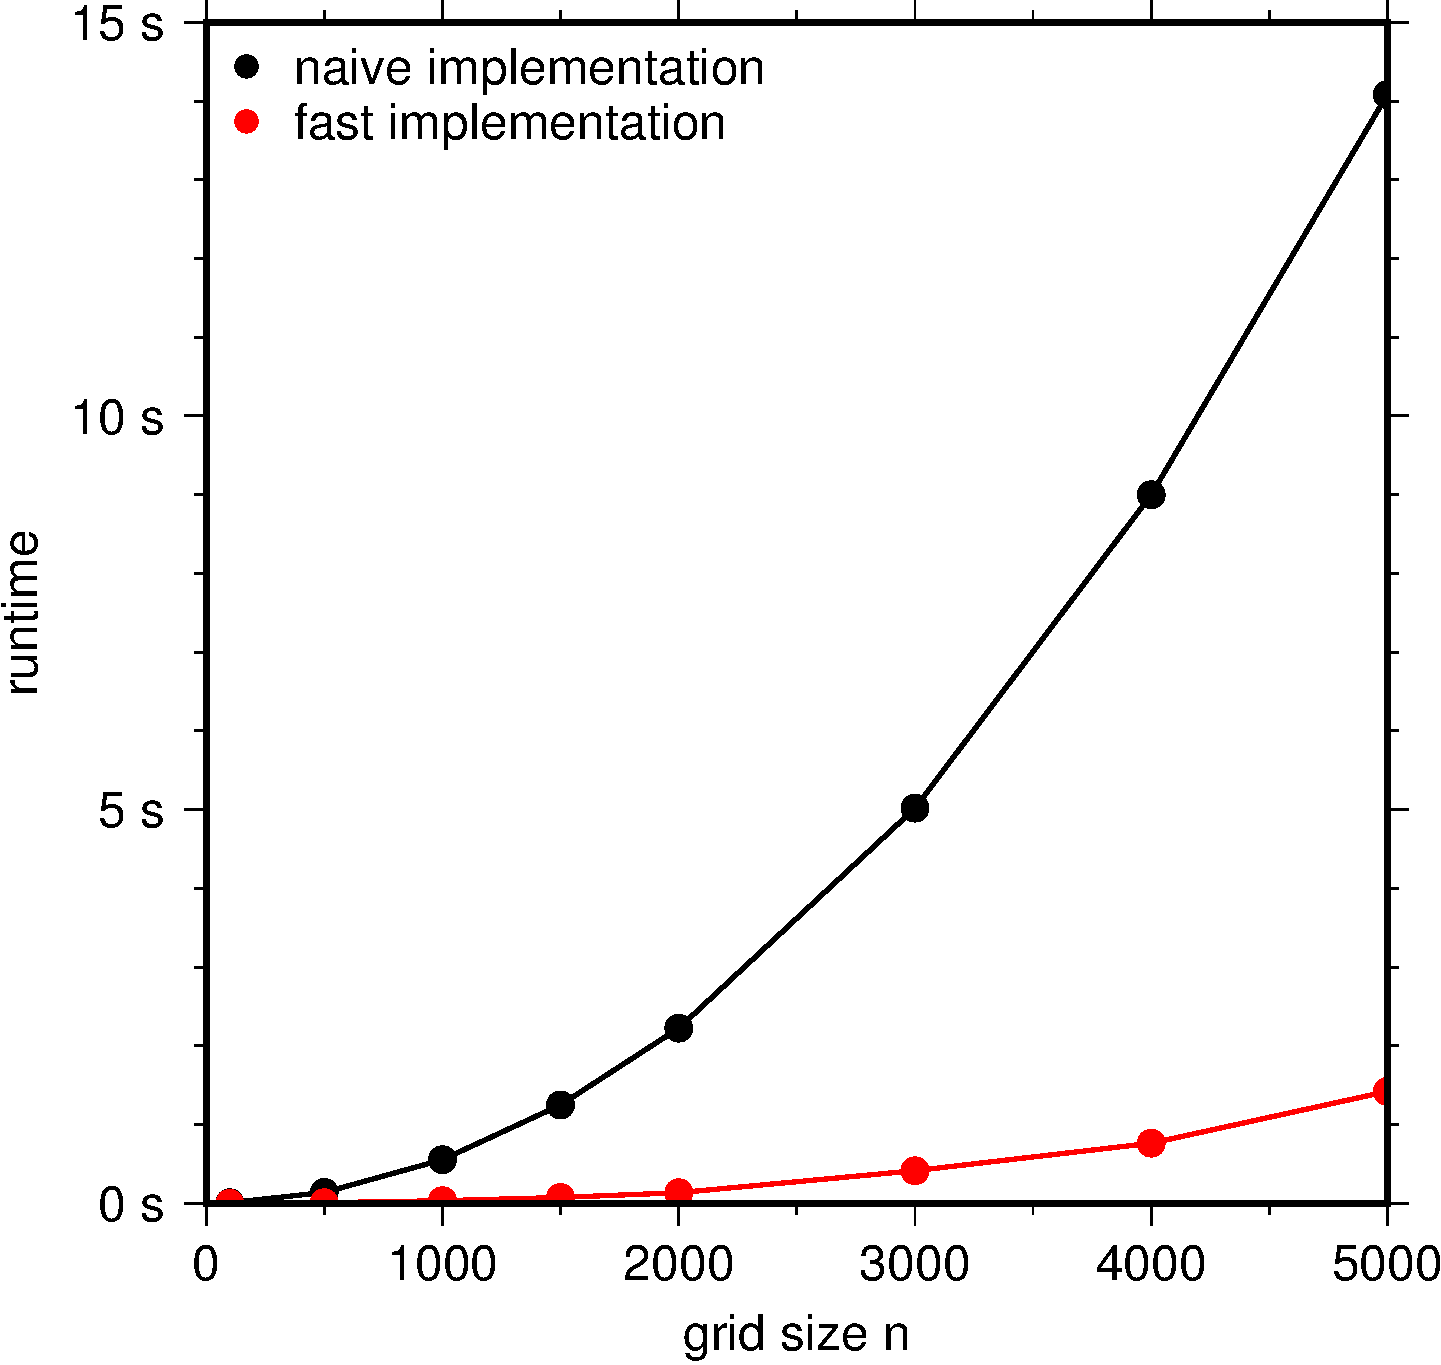 15 s
naive implementation
fast implementation
10 s
runtime
5 s
0 s
0 1000 2000 3000 4000 5000
grid size n